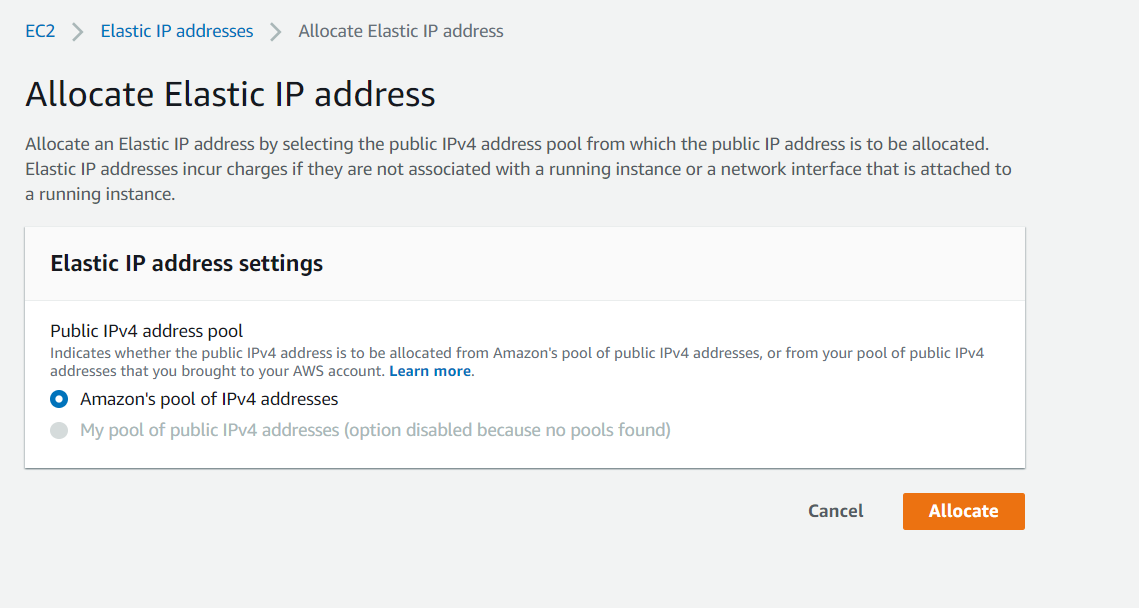 EC2 > Elastic IP addresses > Allocate Elastic IP address
Allocate Elastic IP address
Allocate an Elastic IP address by selecting the public IPv4 address pool from which the public IP address is to be allocated.
Elastic IP addresses incur charges if they are not associated with a running instance or a network interface that is attached to
a running instance.
Elastic IP address settings
Public IPv4 address pool
Indicates whether the public IPv4 address is to be allocated from Amazon's pool of public IPv4 addresses, or from your pool of public IPv4
addresses that you brought to your AWS account. Learn more.
Amazon's pool of IPv4 addresses
My pool of public IPv4 addresses (option disabled because no pools found)
Cancel Allocate